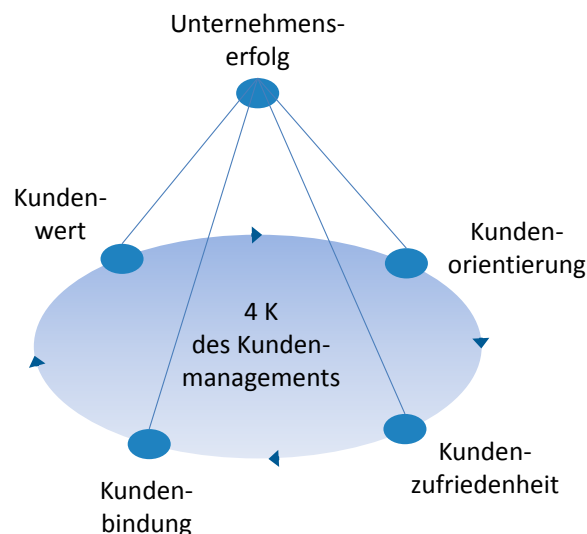 Unternehmens-
erfolg
Kunden-
wert
Kunden-
orientierung
4 K
des Kunden-
managements
Kunden-
zufriedenheit
Kunden-
bindung